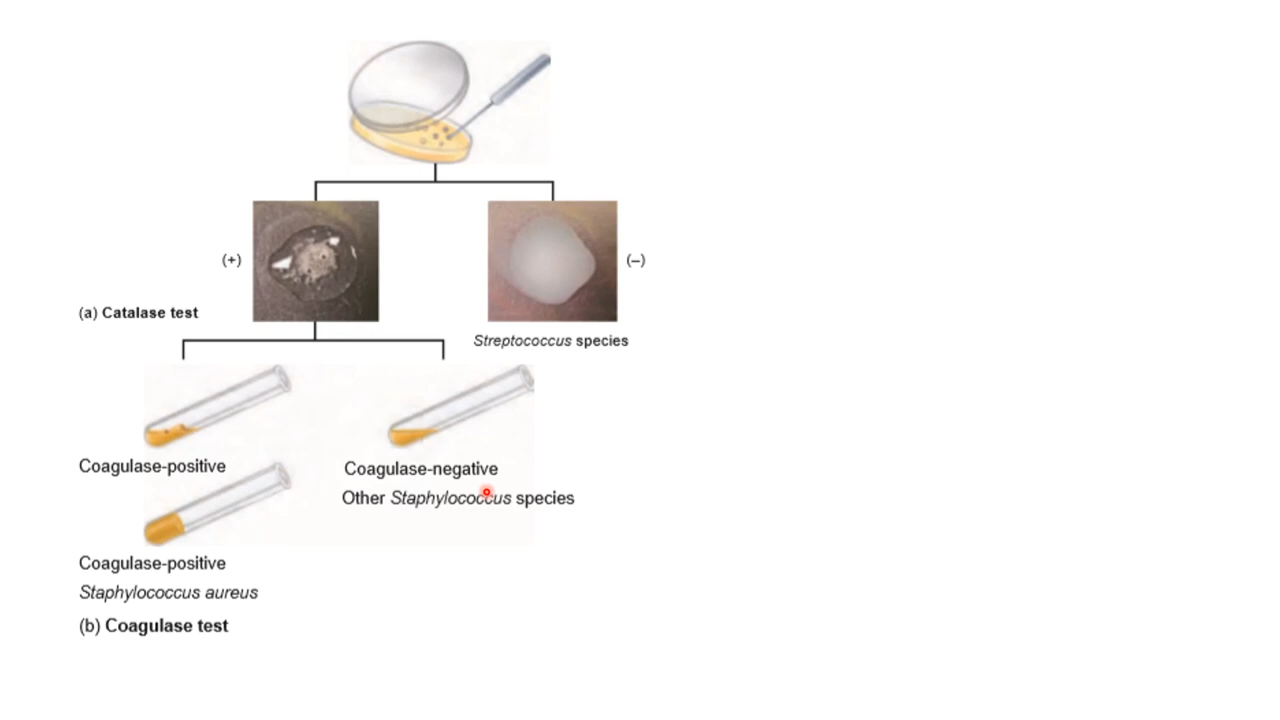 (+)
(–)
(a) Catalase test
Streptococcus species
Coagulase-positive
Coagulase-negative
Other Staphylococcus species
Coagulase-positive
Staphylococcus aureus
(b) Coagulase test